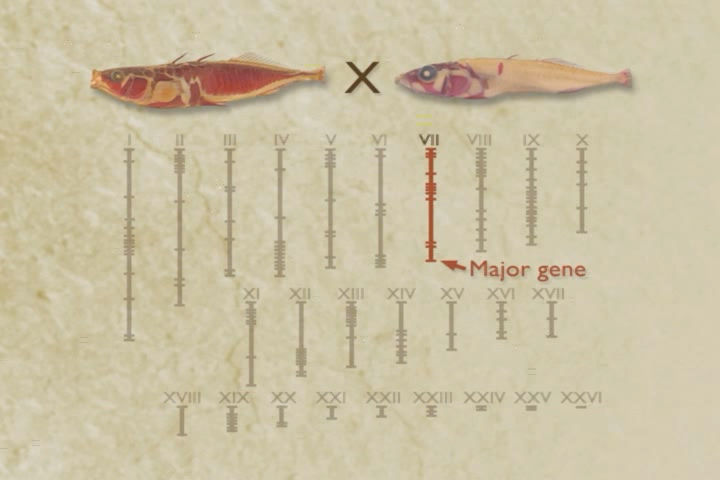 X
I II III IV V VI VII VIII IX X
Major gene
XI XII XIII XIV XV XVI XVII
XVIII XIX XX XXI XXII XXIII XXIV XXV XXVI